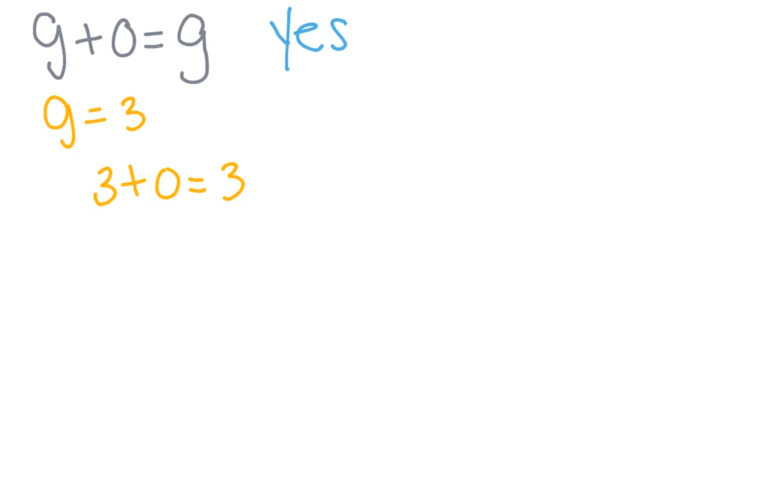 g+0=g yes
g=3
3+0=3